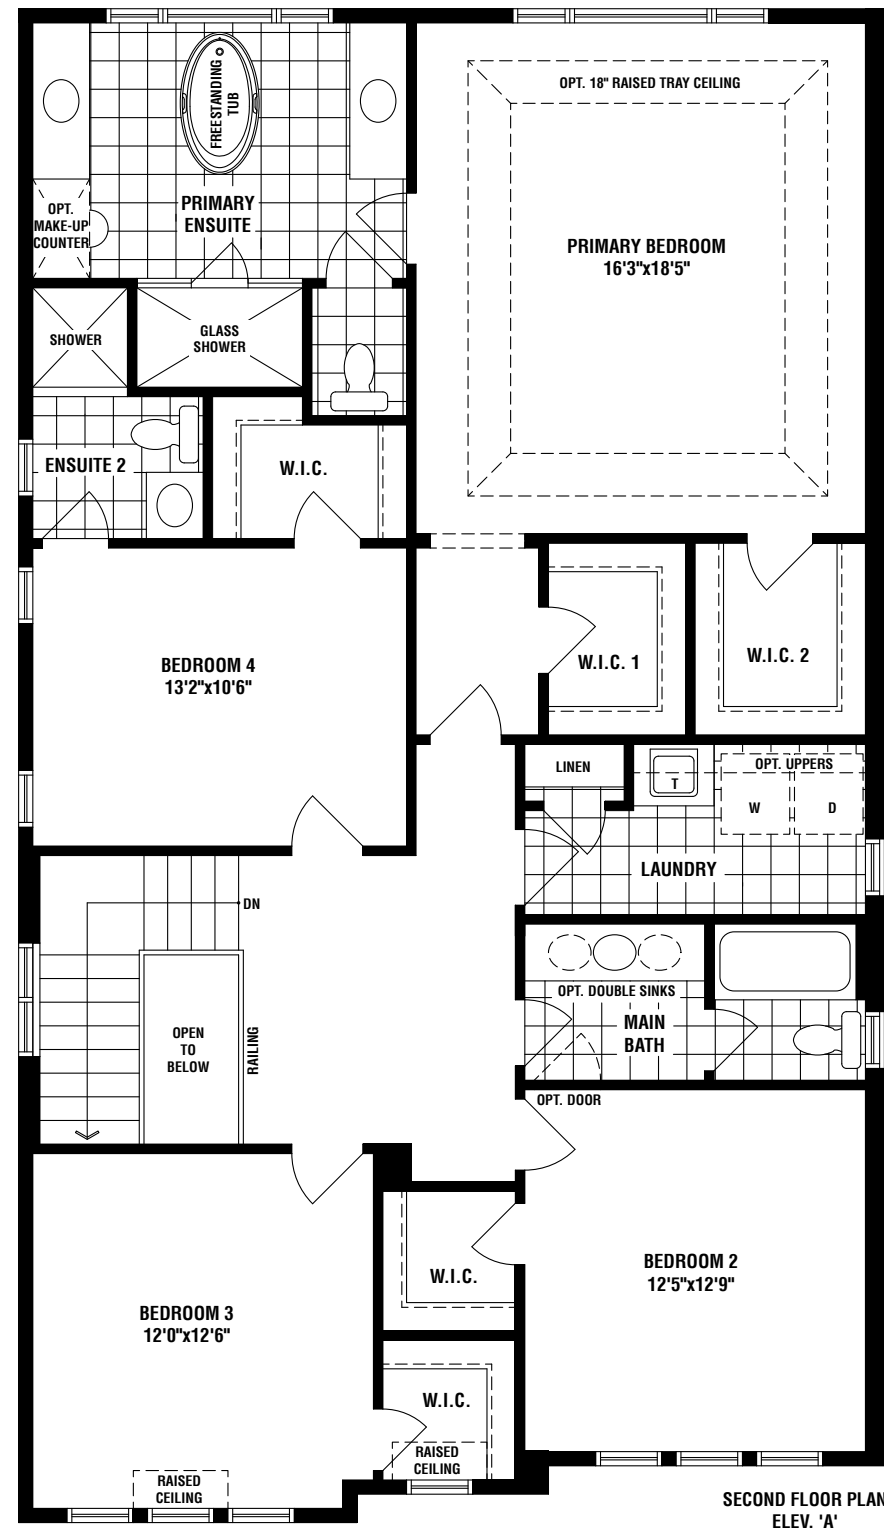 FREESTANDING
TUB
OPT. 18" RAISED TRAY CEILING
OPT.
MAKE-UP
COUNTER
PRIMARY
ENSUITE
PRIMARY BEDROOM
16'3"x18'5"
SHOWER
GLASS
SHOWER
ENSUITE 2
W.I.C.
BEDROOM 4
13'2"x10'6"
W.I.C. 1
W.I.C. 2
LINEN
T
OPT. UPPERS
W
D
LAUNDRY
DN
OPEN
TO
BELOW
RAILING
OPT. DOUBLE SINKS
MAIN
BATH
OPT. DOOR
BEDROOM 2
12'5"x12'9"
W.I.C.
BEDROOM 3
12'0"x12'6"
W.I.C.
RAISED
CEILING
RAISED
CEILING
SECOND FLOOR PLAN
ELEV. 'A'